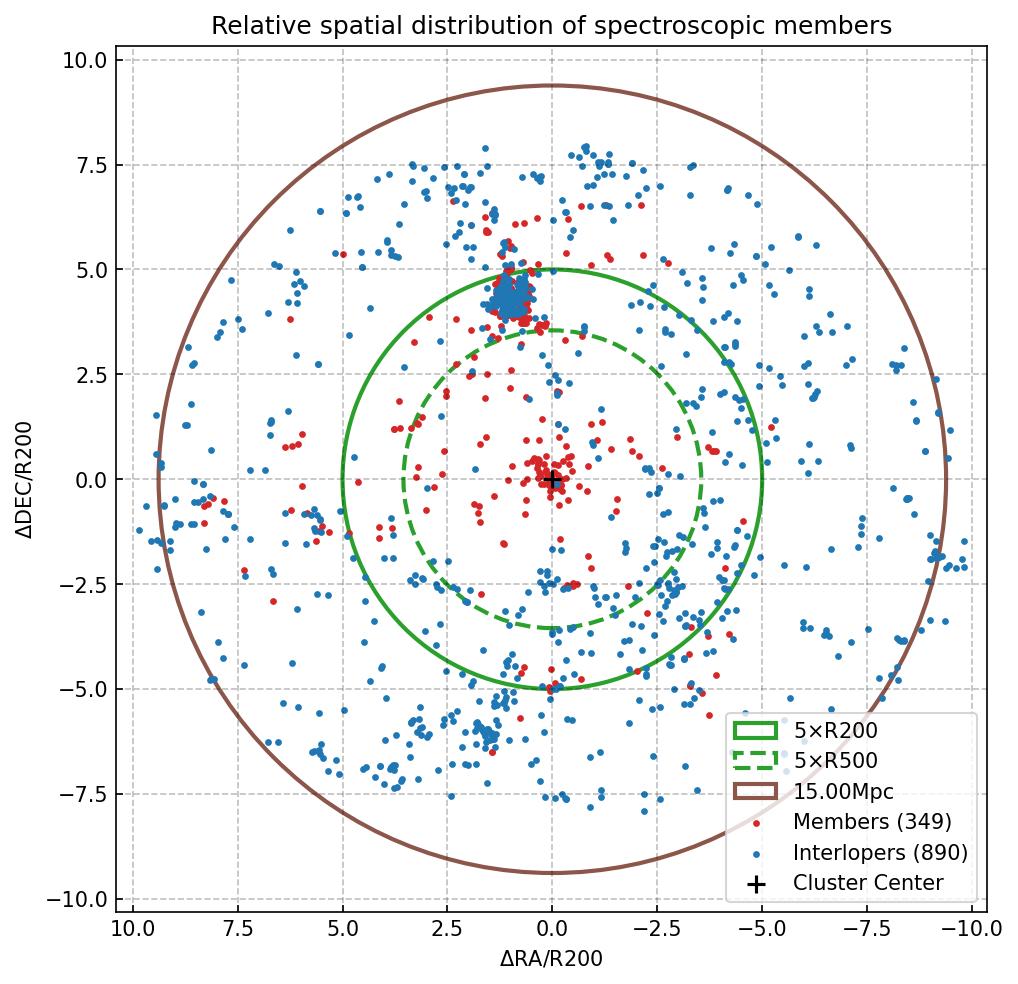 Relative spatial distribution of spectroscopic members
10.0
7.5
5.0
2.5
0.0
−2.5
−5.0
−7.5
−10.0
ΔDEC/R200
5×R200
5×R500
15.00Mpc
Members (349)
Interlopers (890)
Cluster Center
10.0 7.5 5.0 2.5 0.0 −2.5 −5.0 −7.5 −10.0
ΔRA/R200